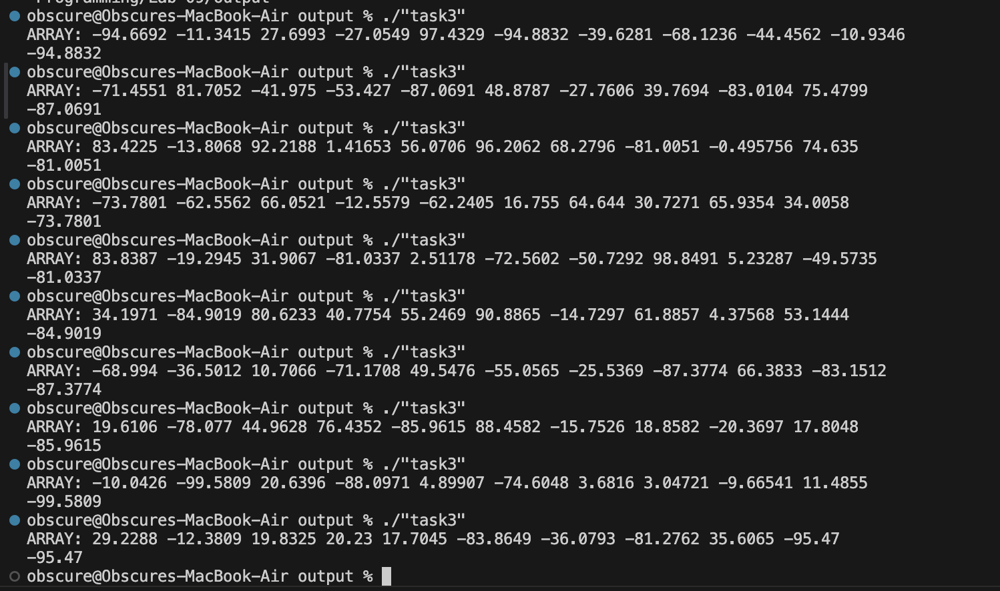 Programming/Lab 09/output
obscure@Obscures-MacBook-Air output % ./"task3"
ARRAY: -94.6692 -11.3415 27.6993 -27.0549 97.4329 -94.8832 -39.6281 -68.1236 -44.4562 -10.9346
-94.8832
obscure@Obscures-MacBook-Air output % ./"task3"
ARRAY: -71.4551 81.7052 -41.975 -53.427 -87.0691 48.8787 -27.7606 39.7694 -83.0104 75.4799
-87.0691
obscure@Obscures-MacBook-Air output % ./"task3"
ARRAY: 83.4225 -13.8068 92.2188 1.41653 56.0706 96.2062 68.2796 -81.0051 -0.495756 74.635
-81.0051
obscure@Obscures-MacBook-Air output % ./"task3"
ARRAY: -73.7801 -62.5562 66.0521 -12.5579 -62.2405 16.755 64.644 30.7271 65.9354 34.0058
-73.7801
obscure@Obscures-MacBook-Air output % ./"task3"
ARRAY: 83.8387 -19.2945 31.9067 -81.0337 2.51178 -72.5602 -50.7292 98.8491 5.23287 -49.5735
-81.0337
obscure@Obscures-MacBook-Air output % ./"task3"
ARRAY: 34.1971 -84.9019 80.6233 40.7754 55.2469 90.8865 -14.7297 61.8857 4.37568 53.1444
-84.9019
obscure@Obscures-MacBook-Air output % ./"task3"
ARRAY: -68.994 -36.5012 10.7066 -71.1708 49.5476 -55.0565 -25.5369 -87.3774 66.3833 -83.1512
-87.3774
obscure@Obscures-MacBook-Air output % ./"task3"
ARRAY: 19.6106 -78.077 44.9628 76.4352 -85.9615 88.4582 -15.7526 18.8582 -20.3697 17.8048
-85.9615
obscure@Obscures-MacBook-Air output % ./"task3"
ARRAY: -10.0426 -99.5809 20.6396 -88.0971 4.89907 -74.6048 3.6816 3.04721 -9.66541 11.4855
-99.5809
obscure@Obscures-MacBook-Air output % ./"task3"
ARRAY: 29.2288 -12.3809 19.8325 20.23 17.7045 -83.8649 -36.0793 -81.2762 35.6065 -95.47
-95.47
obscure@Obscures-MacBook-Air output %